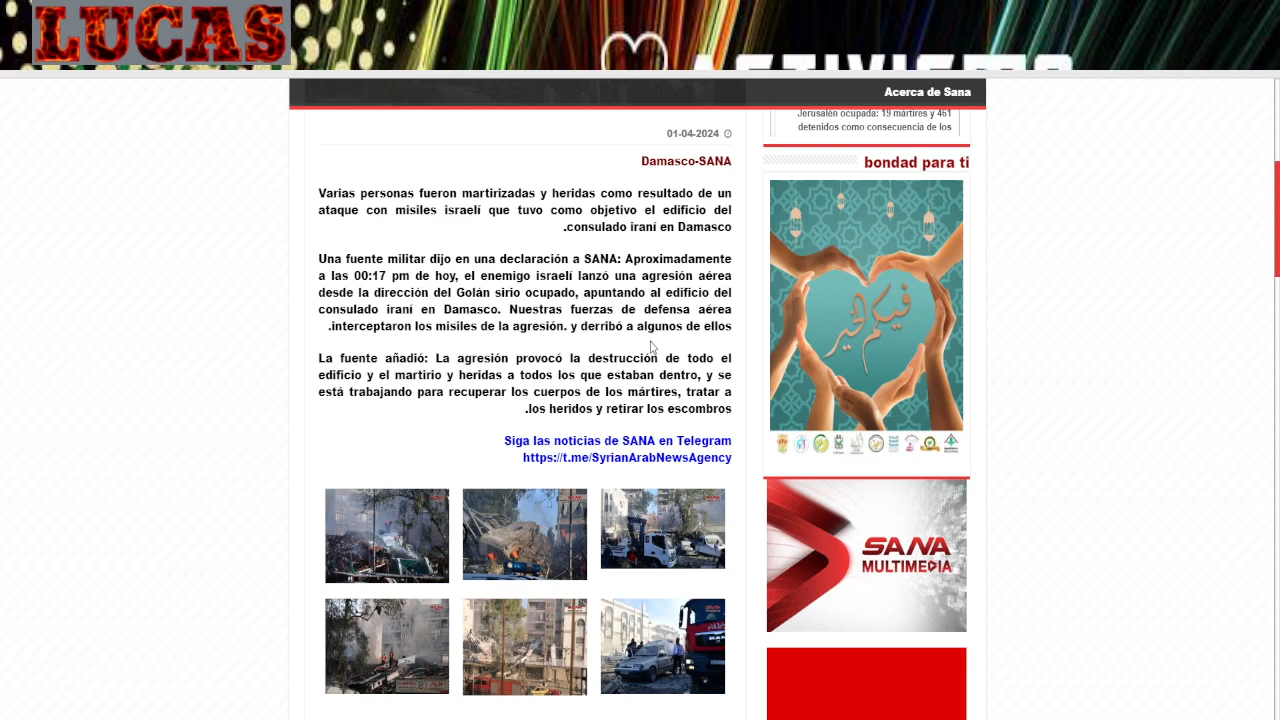 LUCAS
Acerca de Sana
Jerusalén ocupada: 19 mártires y 461
detenidos como consecuencia de los
01-04-2024
Damasco-SANA
Varias personas fueron martirizadas y heridas como resultado de un
ataque con misiles israelí que tuvo como objetivo el edificio del
.consulado iraní en Damasco
Una fuente militar dijo en una declaración a SANA: Aproximadamente
a las 00:17 pm de hoy, el enemigo israelí lanzó una agresión aérea
desde la dirección del Golán sirio ocupado, apuntando al edificio del
consulado iraní en Damasco. Nuestras fuerzas de defensa aérea
.interceptaron los misiles de la agresión. y derribó a algunos de ellos
La fuente añadió: La agresión provocó la destrucción de todo el
edificio y el martirio y heridas a todos los que estaban dentro, y se
está trabajando para recuperar los cuerpos de los mártires, tratar a
.los heridos y retirar los escombros
Siga las noticias de SANA en Telegram
https://t.me/SyrianArabNewsAgency
bondad para ti
فيكم الخير
SANA
MULTIMEDIA